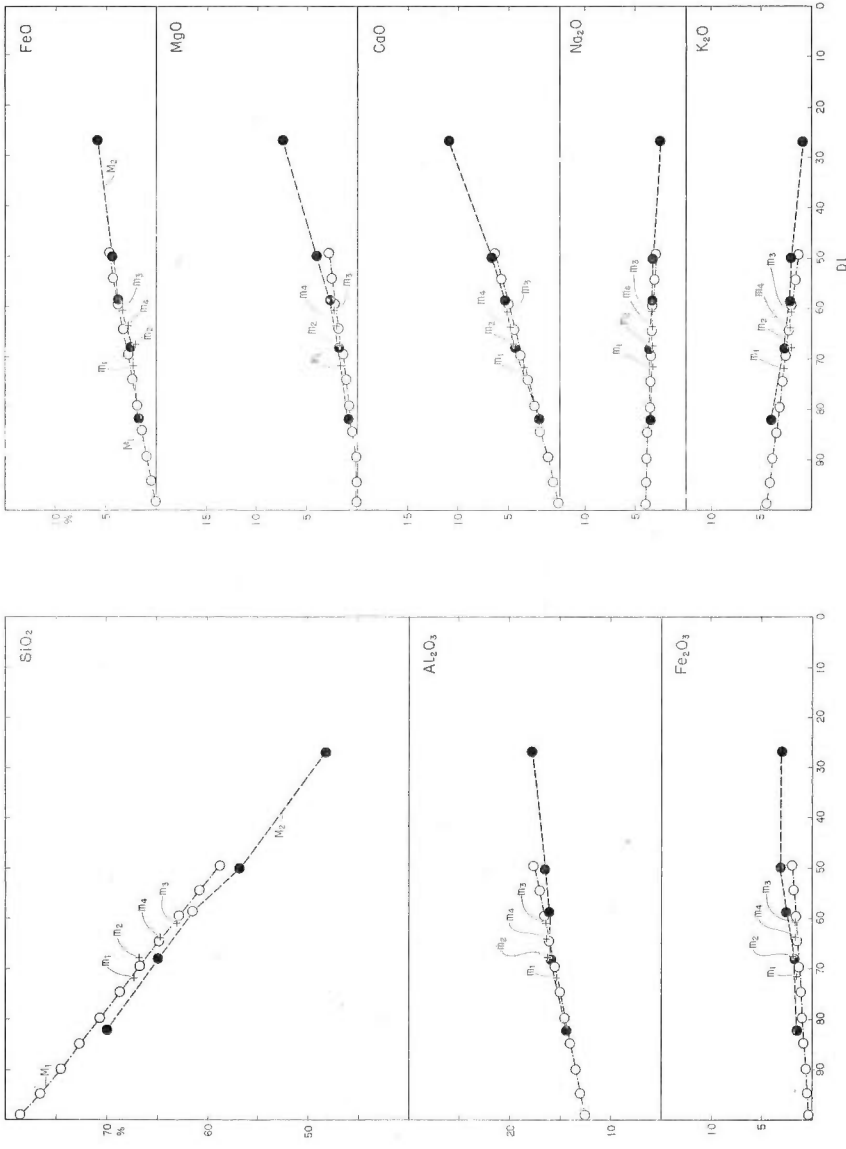 FeO
MgO
CaO
Na₂O
K₂O
M₂
m₃
m₄
m₂
m₁
M₁
m₄
m₂
m₃
m₄
m₂
m₁
m₃
m₃
m₄
m₁
m₃
m₄
m₂
m₁
10
%
5
15
10
5
15
10
5
5
10
5
0
10
20
30
40
50
60
70
80
90
DI
SiO₂
Al₂O₃
Fe₂O₃
M₂
m₃
m₄
m₂
m₁
M₁
m₃
m₄
m₂
m₁
m₃
m₄
m₂
m₁
70
%
60
50
20
15
10
5
0
10
20
30
40
50
60
70
80
90